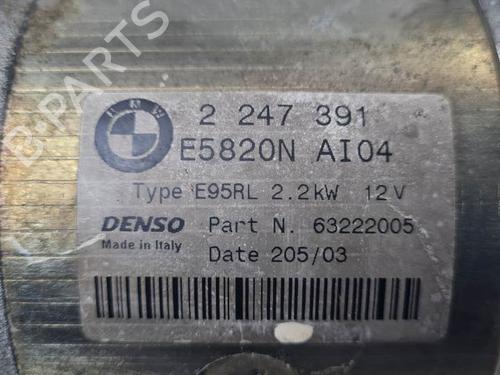 B-PARTS
BMW
2 247 391
E5820N AI04
Type E95RL 2.2kW 12V
DENSO Part N. 63222005
Made in Italy
Date 205/03